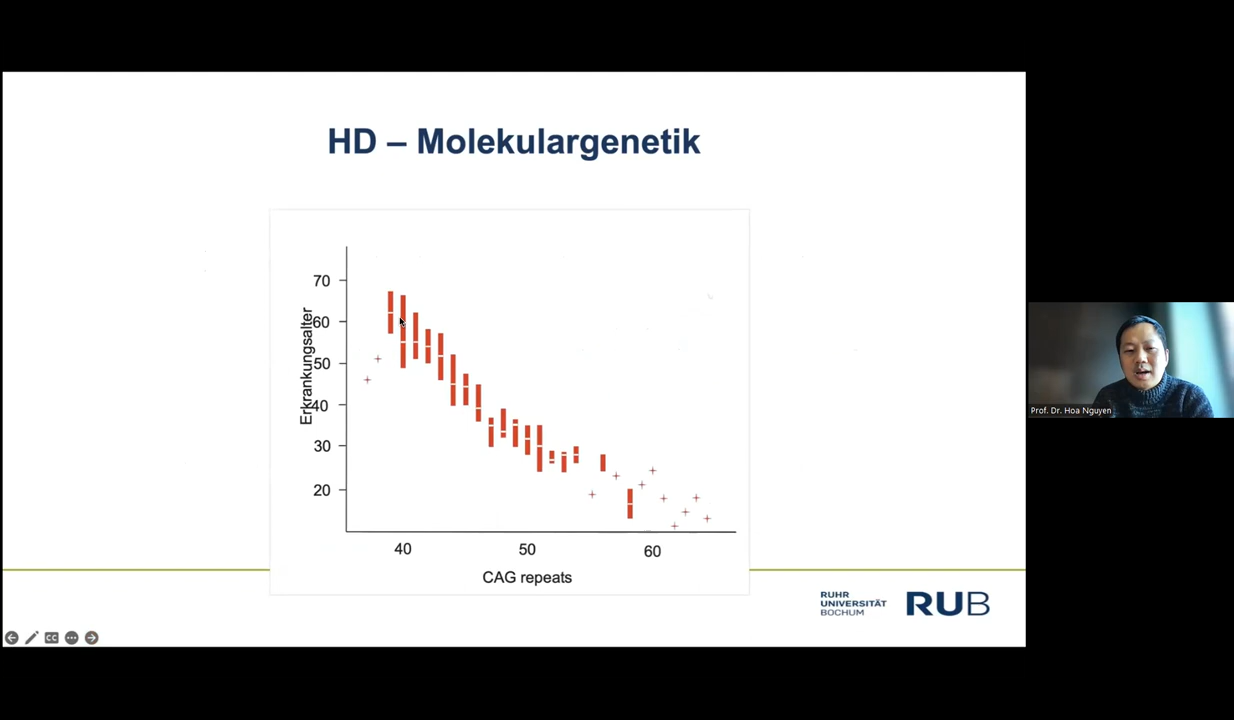 HD – Molekulargenetik
Erkrankungsalter
70
60
50
40
30
20
40
50
60
CAG repeats
RUHR
UNIVERSITÄT
BOCHUM
RUB
CC
Prof. Dr. Hoa Nguyen